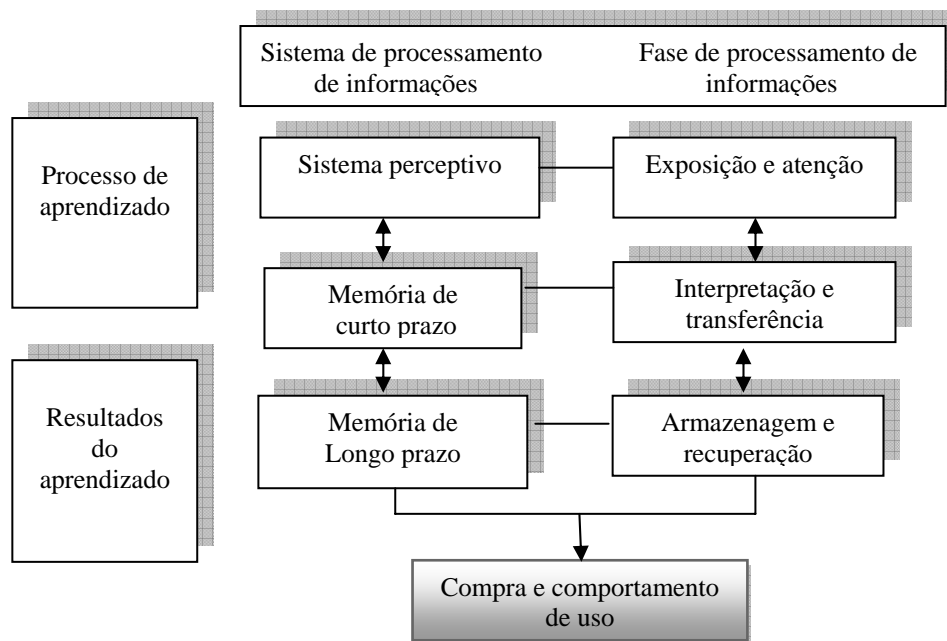 Sistema de processamento
de informações
Fase de processamento de
informações
Processo de
aprendizado
Sistema perceptivo
Exposição e atenção
Memória de
curto prazo
Interpretação e
transferência
Resultados
do
aprendizado
Memória de
Longo prazo
Armazenagem e
recuperação
Compra e comportamento
de uso